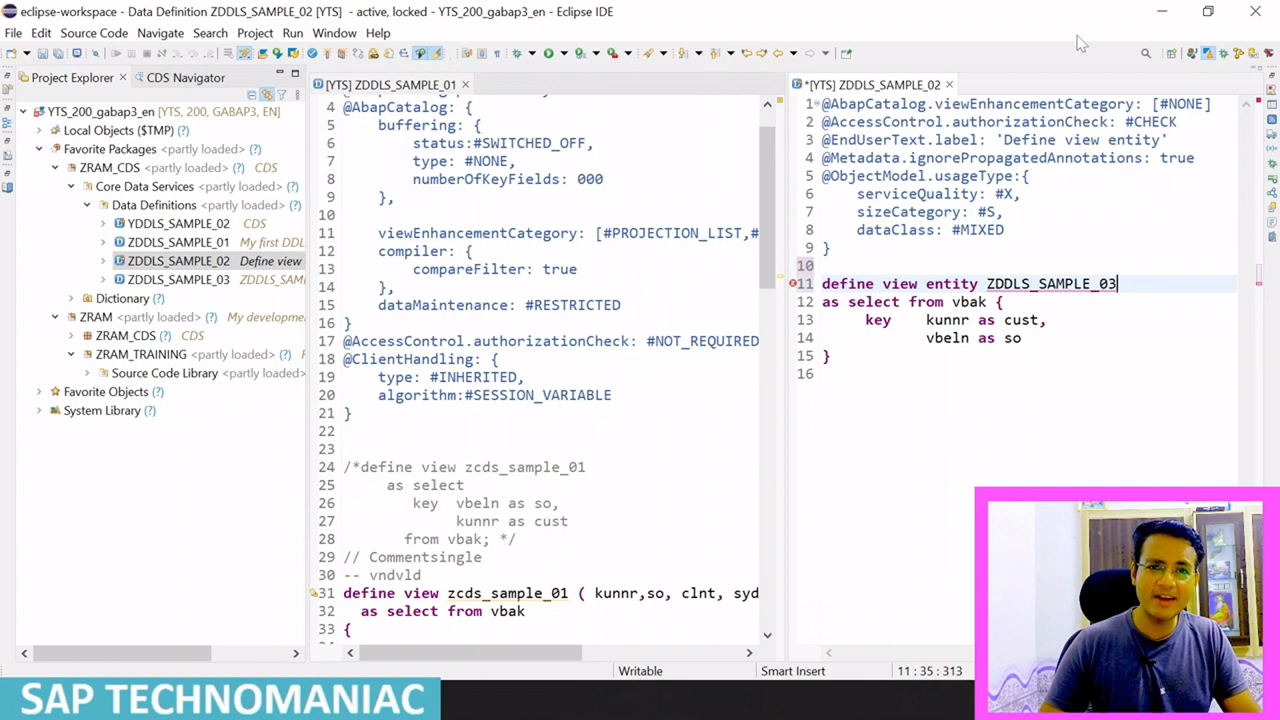 eclipse-workspace - Data Definition ZDDLS_SAMPLE_02 [YTS] - active, locked - YTS_200_gabap3_en - Eclipse IDE
File Edit Source Code Navigate Search Project Run Window Help
Project Explorer CDS Navigator
YTS_200_gabap3_en [YTS, 200, GABAP3, EN]
Local Objects ($TMP) (?)
Favorite Packages <partly loaded> (?)
ZRAM_CDS <partly loaded> (?)
Core Data Services <partly loaded> (?)
Data Definitions <partly loaded> (?)
YDDLS_SAMPLE_02 CDS
ZDDLS_SAMPLE_01 My first DDL
ZDDLS_SAMPLE_02 Define view
ZDDLS_SAMPLE_03 ZDDLS_SAM
Dictionary (?)
ZRAM <partly loaded> (?) My developme
ZRAM_CDS <partly loaded> (?)
ZRAM_TRAINING <partly loaded> (?)
Source Code Library <partly loaded> (?)
Favorite Objects (?)
System Library (?)
[YTS] ZDDLS_SAMPLE_01
4 @AbapCatalog: {
5 buffering: {
6 status:#SWITCHED_OFF,
7 type: #NONE,
8 numberOfKeyFields: 000
9 },
10
11 viewEnhancementCategory: [#PROJECTION_LIST,#
12 compiler: {
13 compareFilter: true
14 },
15 dataMaintenance: #RESTRICTED
16 }
17 @AccessControl.authorizationCheck: #NOT_REQUIRED
18 @ClientHandling: {
19 type: #INHERITED,
20 algorithm:#SESSION_VARIABLE
21 }
22
23
24 /*define view zcds_sample_01
25 as select
26 key vbeln as so,
27 kunnr as cust
28 from vbak; */
29 // Commentsingle
30 -- vndvld
31 define view zcds_sample_01 ( kunnr,so, clnt, syd
32 as select from vbak
33 {
*[YTS] ZDDLS_SAMPLE_02
1 @AbapCatalog.viewEnhancementCategory: [#NONE]
2 @AccessControl.authorizationCheck: #CHECK
3 @EndUserText.label: 'Define view entity'
4 @Metadata.ignorePropagatedAnnotations: true
5 @ObjectModel.usageType:{
6 serviceQuality: #X,
7 sizeCategory: #S,
8 dataClass: #MIXED
9 }
10
11 define view entity ZDDLS_SAMPLE_03
12 as select from vbak {
13 key kunnr as cust,
14 vbeln as so
15 }
16
Writable Smart Insert 11 : 35 : 313
SAP TECHNOMANIAC